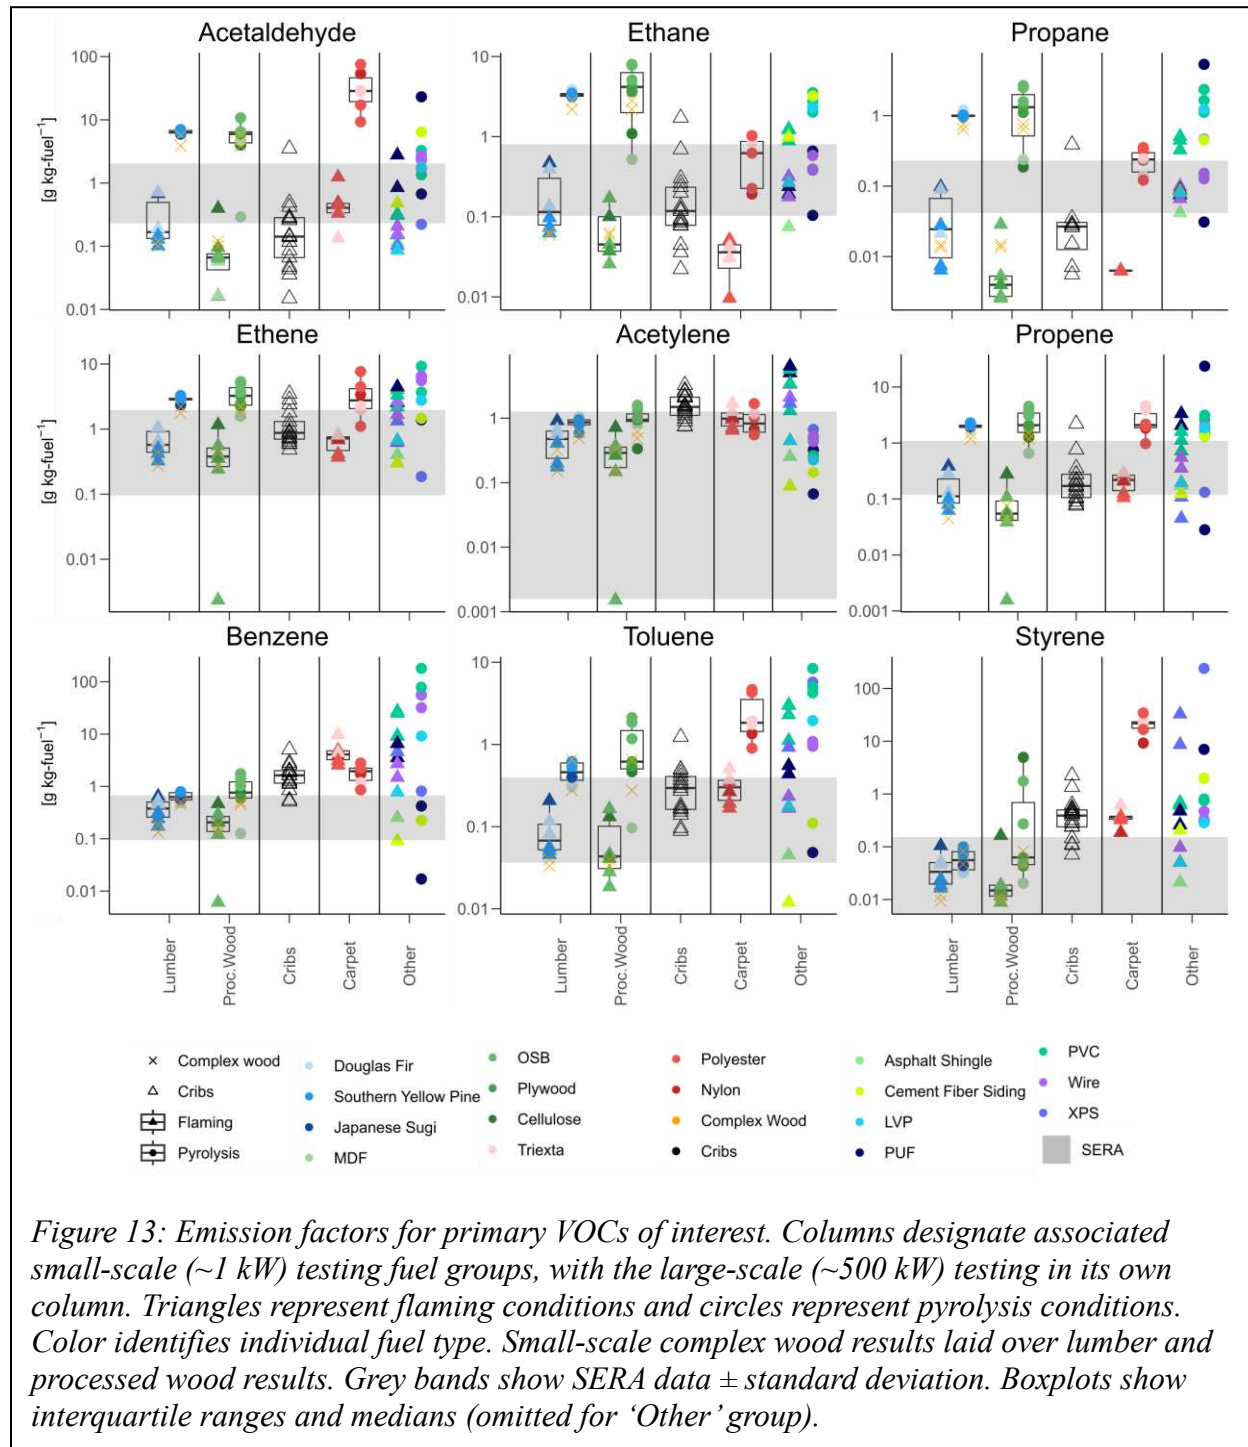 Acetaldehyde
Ethane
Propane
[g kg-fuel⁻¹]
100
10
1
0.1
0.01
10
1
0.1
0.01
1
0.1
0.01
Ethene
Acetylene
Propene
[g kg-fuel⁻¹]
10
1
0.1
0.01
1
0.1
0.01
0.001
10
1
0.1
0.01
0.001
Benzene
Toluene
Styrene
[g kg-fuel⁻¹]
100
10
1
0.1
0.01
10
1
0.1
0.01
100
10
1
0.1
0.01
Lumber
Proc.Wood
Cribs
Carpet
Other
Lumber
Proc.Wood
Cribs
Carpet
Other
Lumber
Proc.Wood
Cribs
Carpet
Other
Complex wood
Cribs
Flaming
Pyrolysis
Douglas Fir
Southern Yellow Pine
Japanese Sugi
MDF
OSB
Plywood
Cellulose
Triexta
Polyester
Nylon
Complex Wood
Cribs
Asphalt Shingle
Cement Fiber Siding
LVP
PUF
PVC
Wire
XPS
SERA
Figure 13: Emission factors for primary VOCs of interest. Columns designate associated
small-scale (~1 kW) testing fuel groups, with the large-scale (~500 kW) testing in its own
column. Triangles represent flaming conditions and circles represent pyrolysis conditions.
Color identifies individual fuel type. Small-scale complex wood results laid over lumber and
processed wood results. Grey bands show SERA data ± standard deviation. Boxplots show
interquartile ranges and medians (omitted for ‘Other’ group).